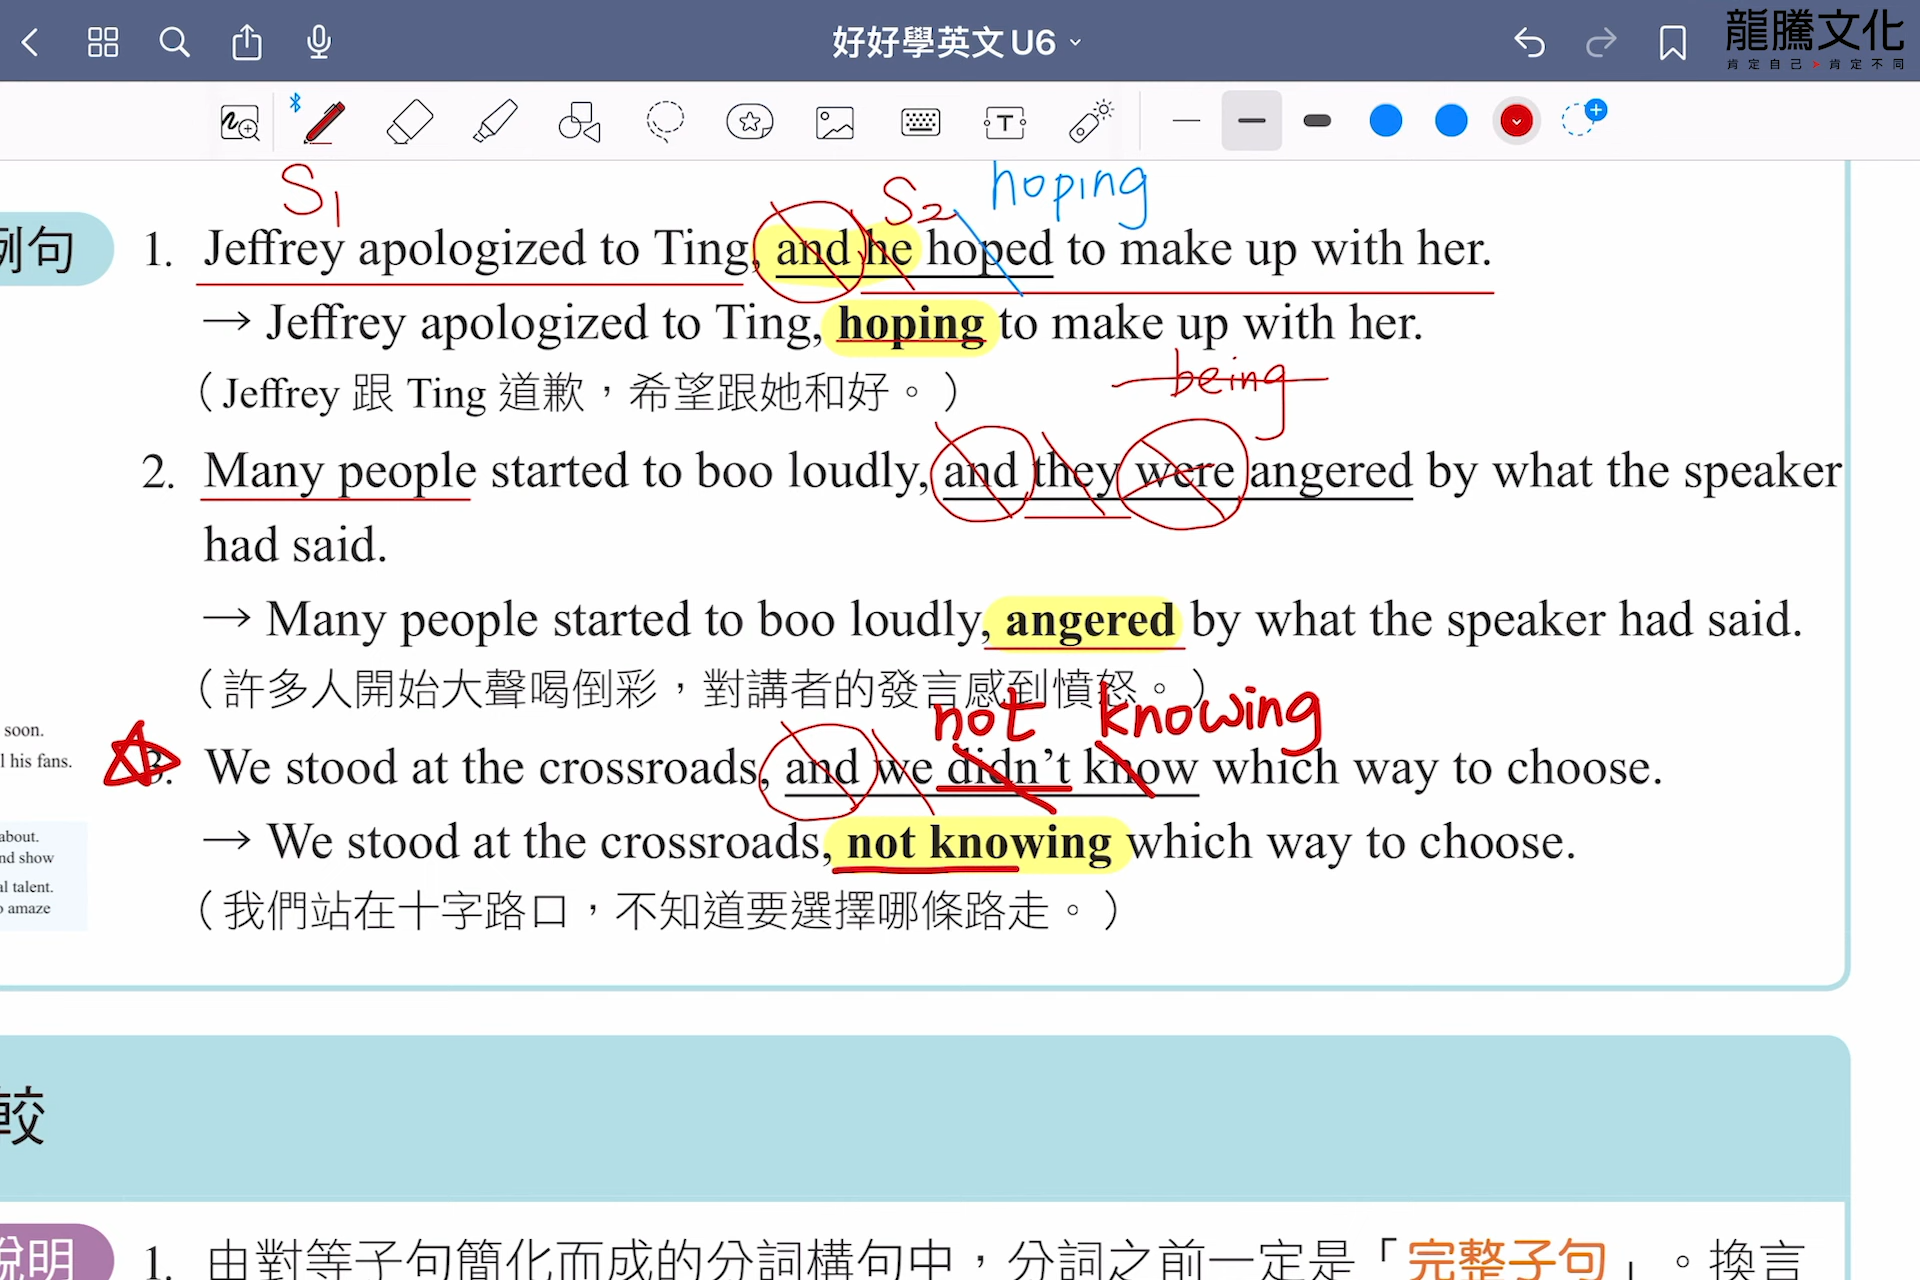 好好學英文 U6
龍騰文化
肯定自己➤肯定不同
T
S1
S2
hoping
例句
1. Jeffrey apologized to Ting, and he hoped to make up with her.
→ Jeffrey apologized to Ting, hoping to make up with her.
（Jeffrey 跟 Ting 道歉，希望跟她和好。）
being
2. Many people started to boo loudly, and they were angered by what the speaker
had said.
→ Many people started to boo loudly, angered by what the speaker had said.
（許多人開始大聲喝倒彩，對講者的發言感到憤怒。）
not knowing
3. We stood at the crossroads, and we didn't know which way to choose.
→ We stood at the crossroads, not knowing which way to choose.
（我們站在十字路口，不知道要選擇哪條路走。）
soon.
l his fans.
about.
nd show
al talent.
o amaze
較
說明
1. 由對等子句簡化而成的分詞構句中，分詞之前一定是「完整子句」。換言